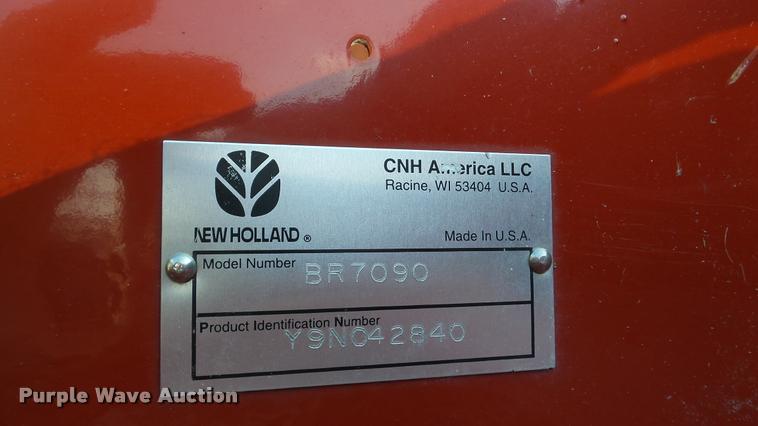 CNH America LLC
Racine, WI 53404 U.S.A.
NEW HOLLAND ®
Made In U.S.A.
Model Number BR7090
Product Identification Number
Y9N042840
Purple Wave Auction